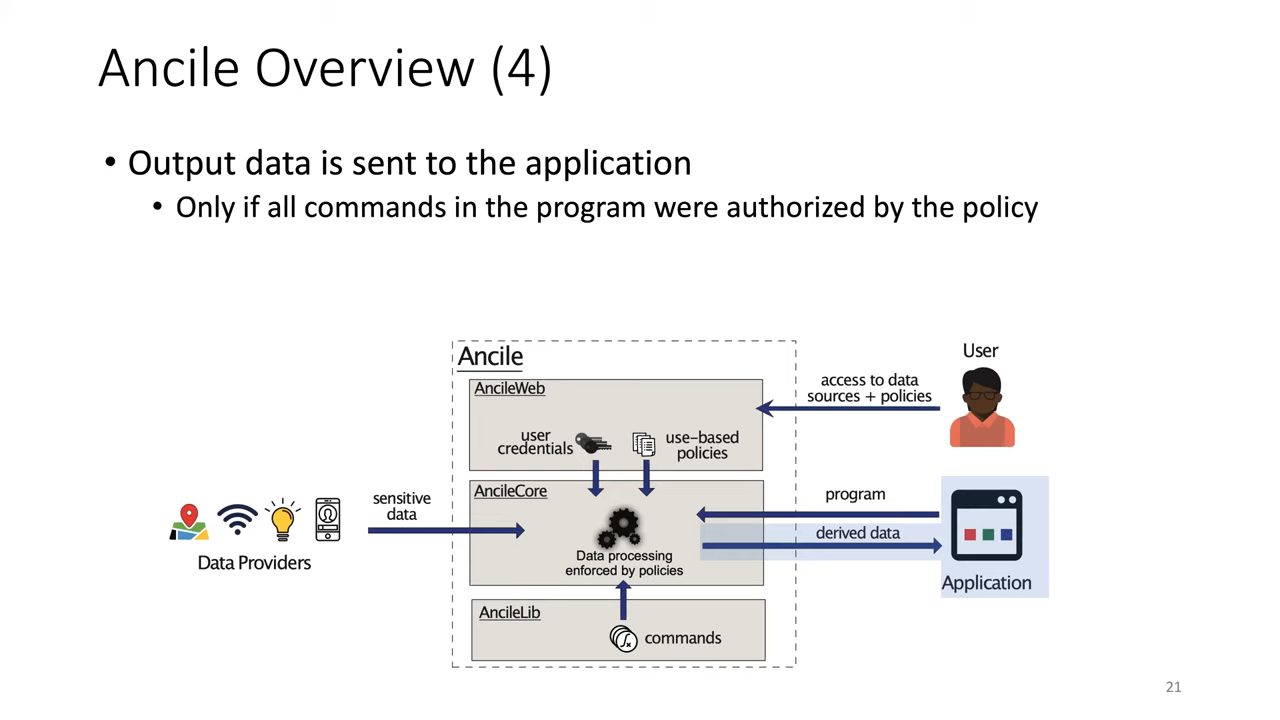 Ancile Overview (4)
• Output data is sent to the application
• Only if all commands in the program were authorized by the policy
Ancile
AncileWeb
user
credentials
use-based
policies
User
access to data
sources + policies
AncileCore
Data processing
enforced by policies
sensitive
data
Data Providers
program
derived data
Application
AncileLib
commands
21